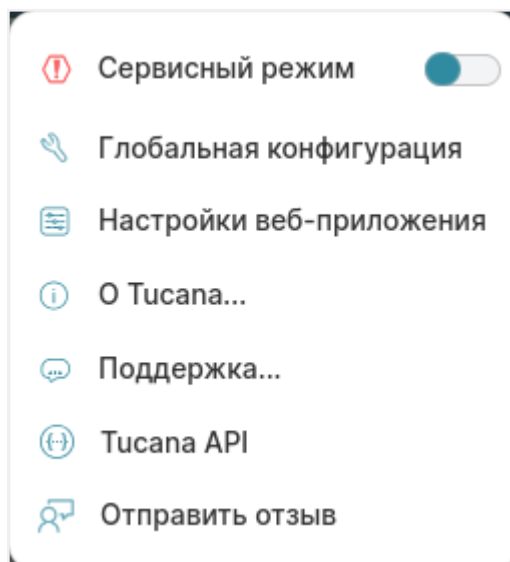 Сервисный режим
Глобальная конфигурация
Настройки веб-приложения
О Tucana...
Поддержка...
Tucana API
Отправить отзыв